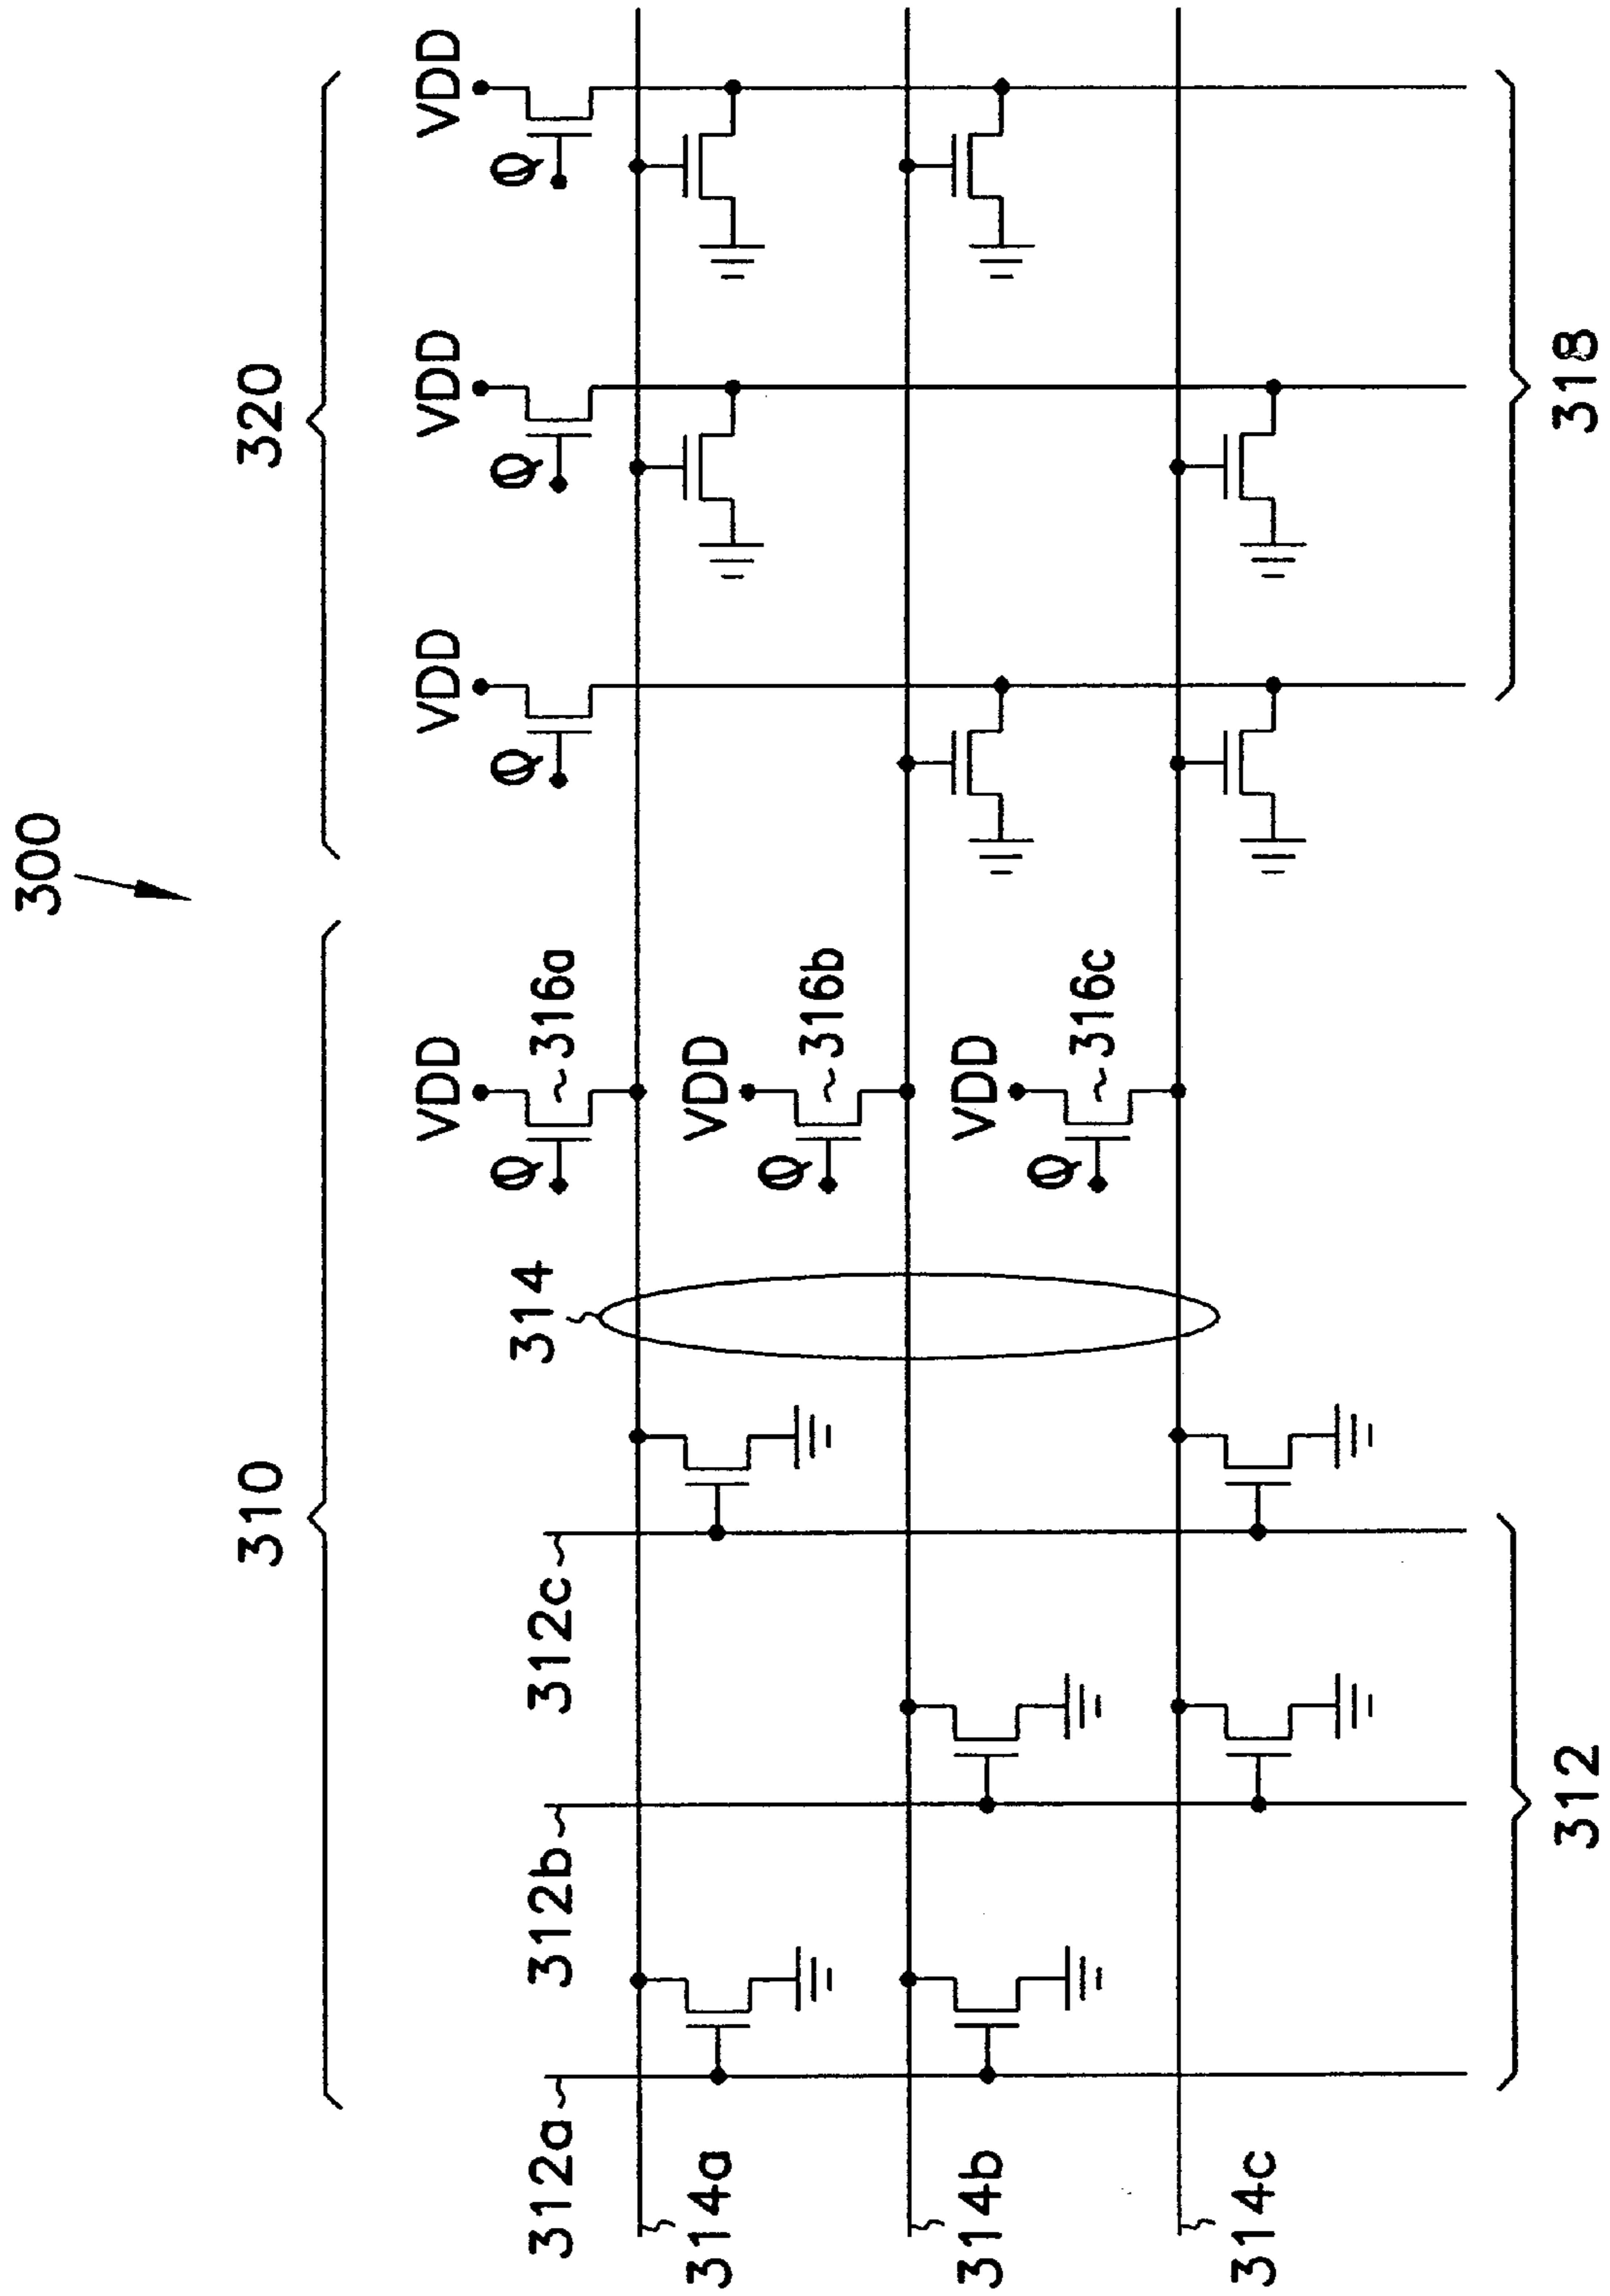 300
310 320
VDD VDD VDD VDD
Ø Ø Ø Ø
314
312a 312b 312c 316a
314a VDD
Ø
316b
314b VDD
Ø
316c
314c
312 318